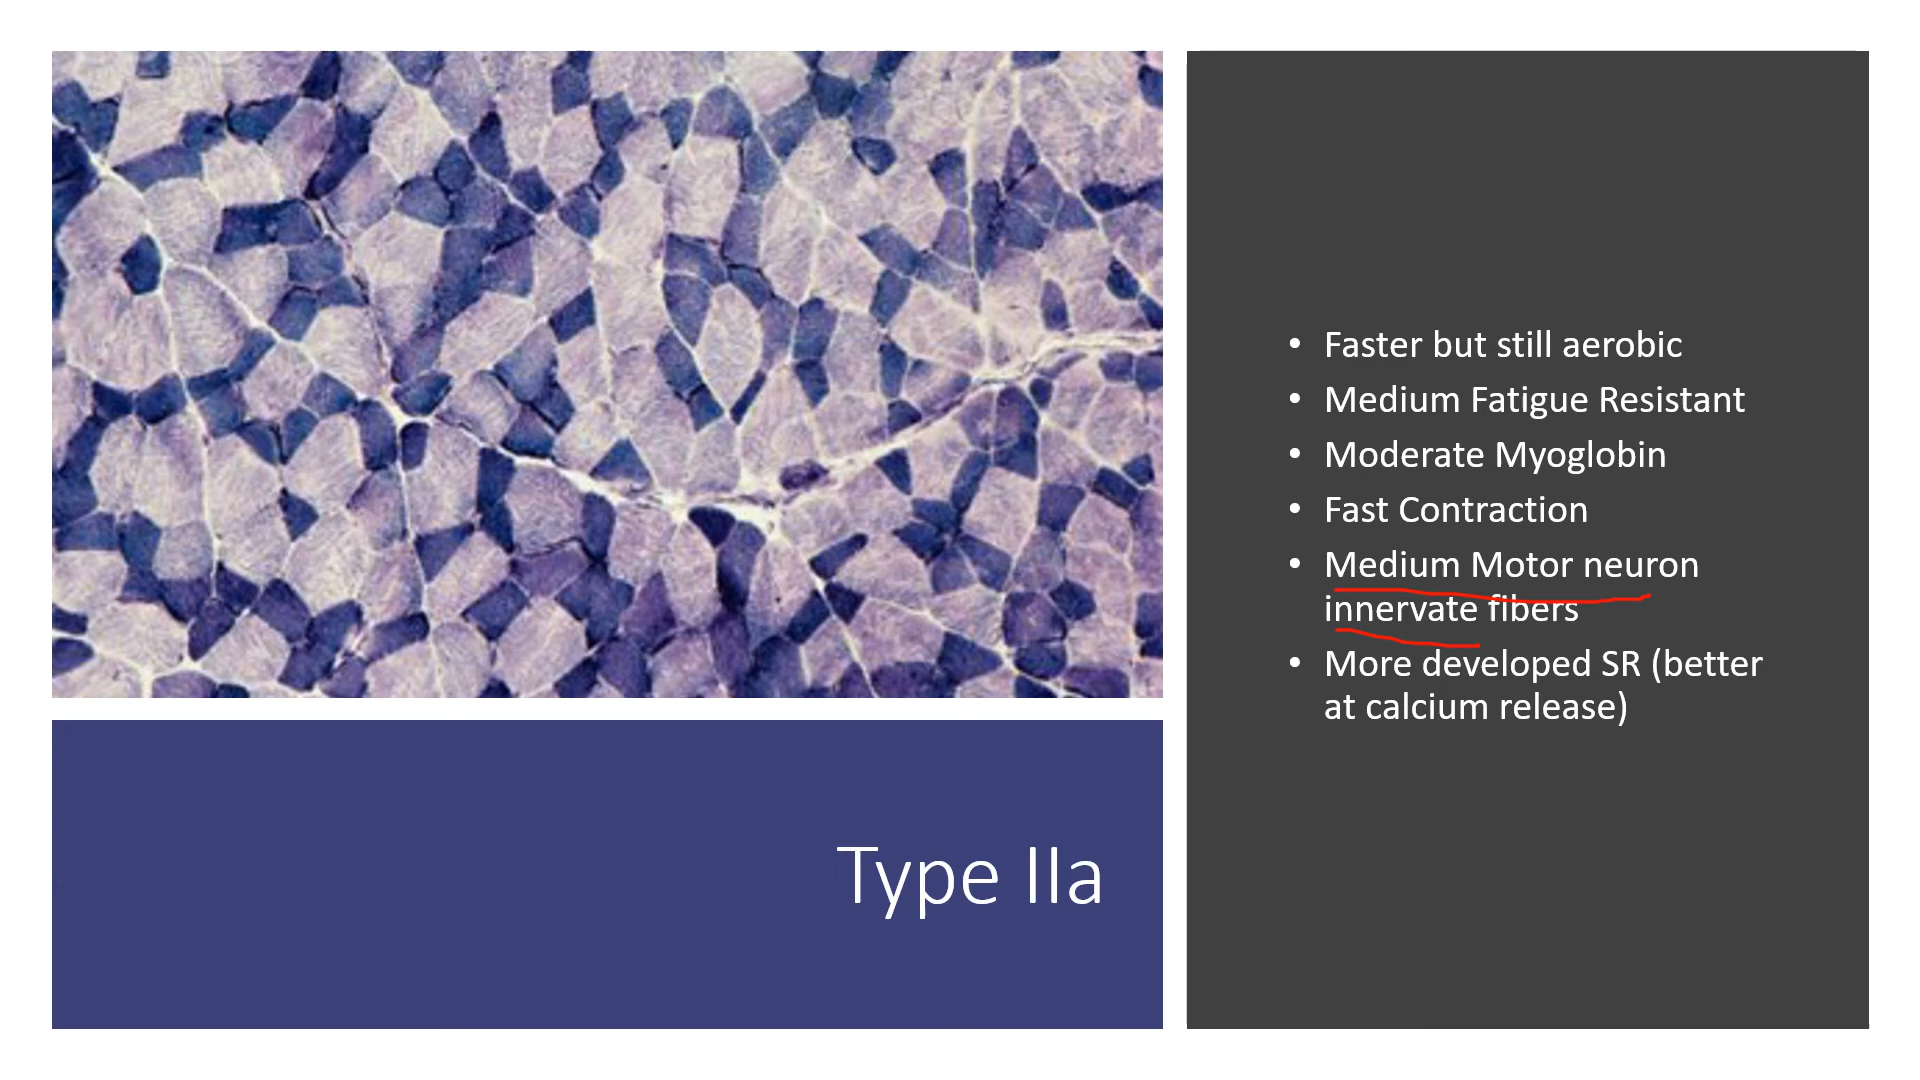 Type IIa
• Faster but still aerobic
• Medium Fatigue Resistant
• Moderate Myoglobin
• Fast Contraction
• Medium Motor neuron
innervate fibers
• More developed SR (better
at calcium release)